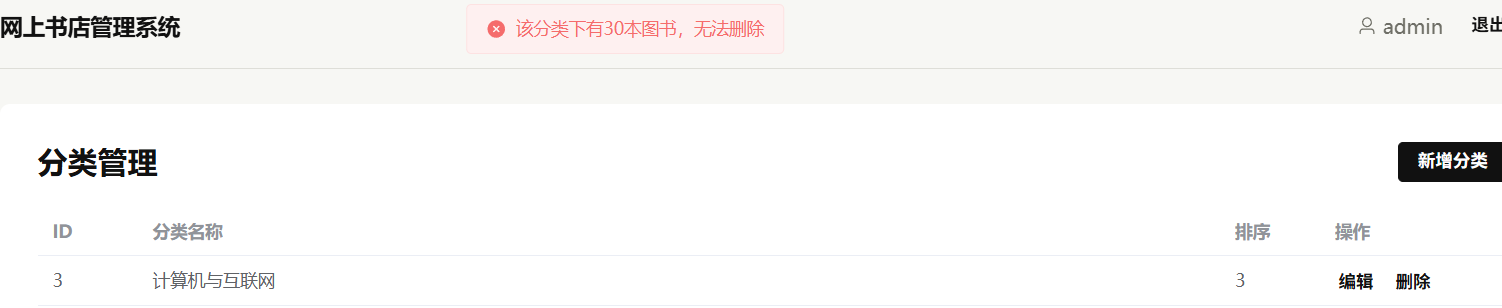 网上书店管理系统
该分类下有30本图书，无法删除
admin
退出
分类管理
新增分类
ID 分类名称 排序 操作
3 计算机与互联网 3 编辑 删除